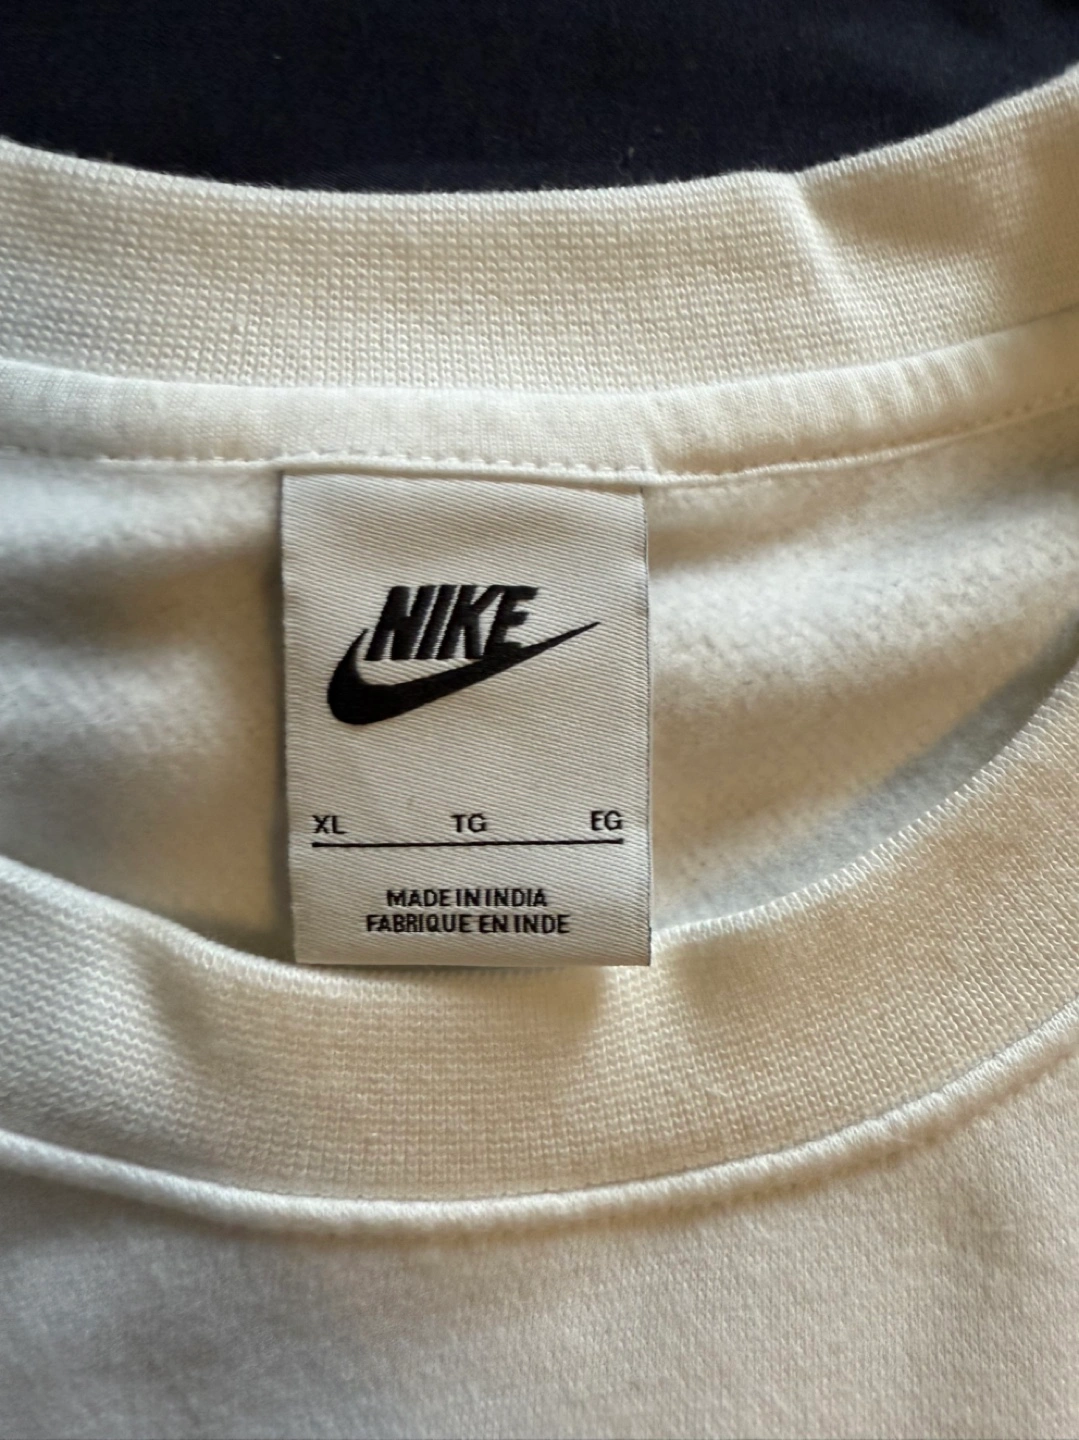 NIKE
XL TG EG
MADE IN INDIA
FABRIQUE EN INDE